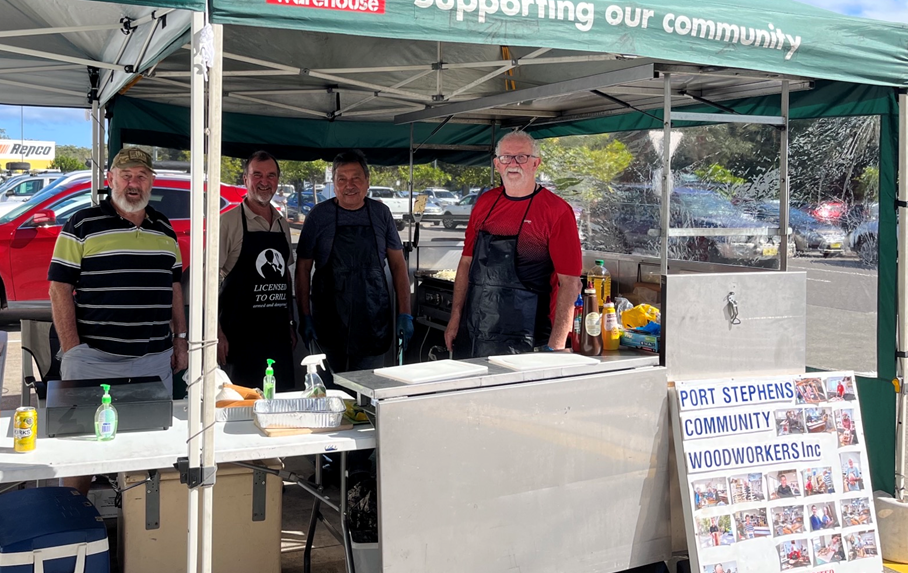 warehouse
Supporting our community
Repco
LICENSED
TO GRILL
PORT STEPHENS
COMMUNITY
WOODWORKERS Inc